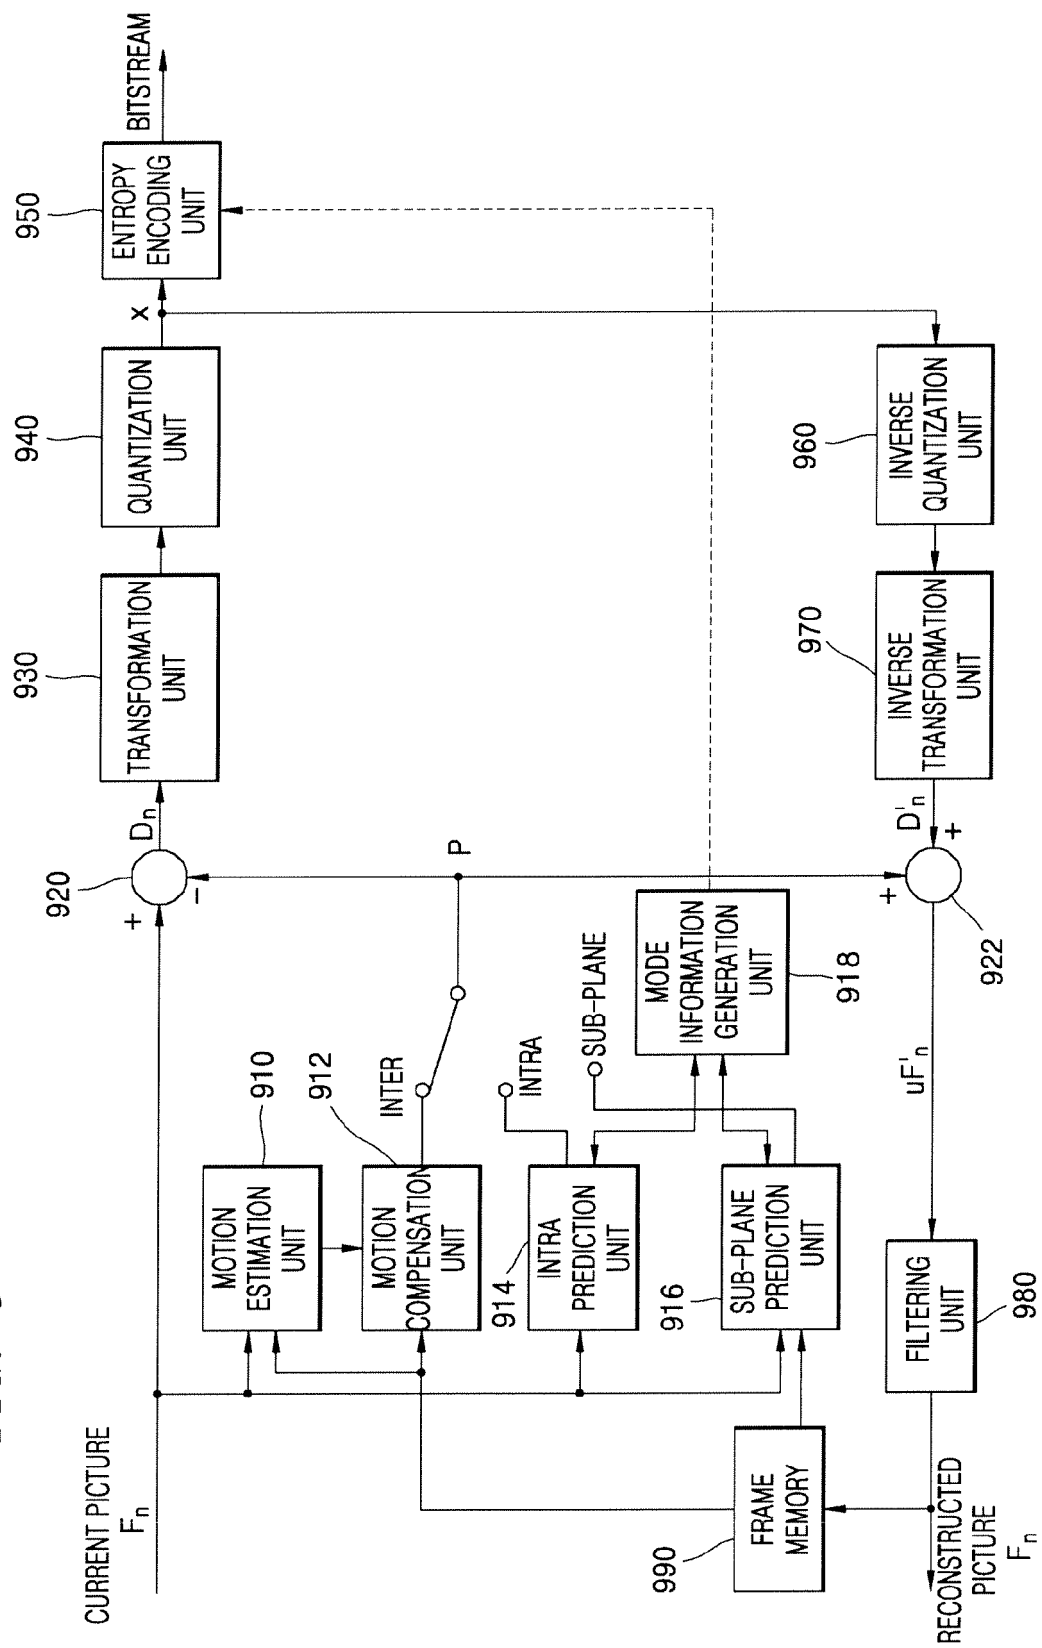 CURRENT PICTURE
Fn
920
+
-
Dn
930
TRANSFORMATION
UNIT
940
QUANTIZATION
UNIT
X
950
ENTROPY
ENCODING
UNIT
BITSTREAM
910
MOTION
ESTIMATION
UNIT
912
MOTION
COMPENSATION
UNIT
INTER
P
914
INTRA
PREDICTION
UNIT
INTRA
916
SUB-PLANE
PREDICTION
UNIT
SUB-PLANE
MODE
INFORMATION
GENERATION
UNIT
918
990
FRAME
MEMORY
960
INVERSE
QUANTIZATION
UNIT
970
INVERSE
TRANSFORMATION
UNIT
D'n
+
+
922
uF'n
FILTERING
UNIT
980
RECONSTRUCTED
PICTURE
Fn